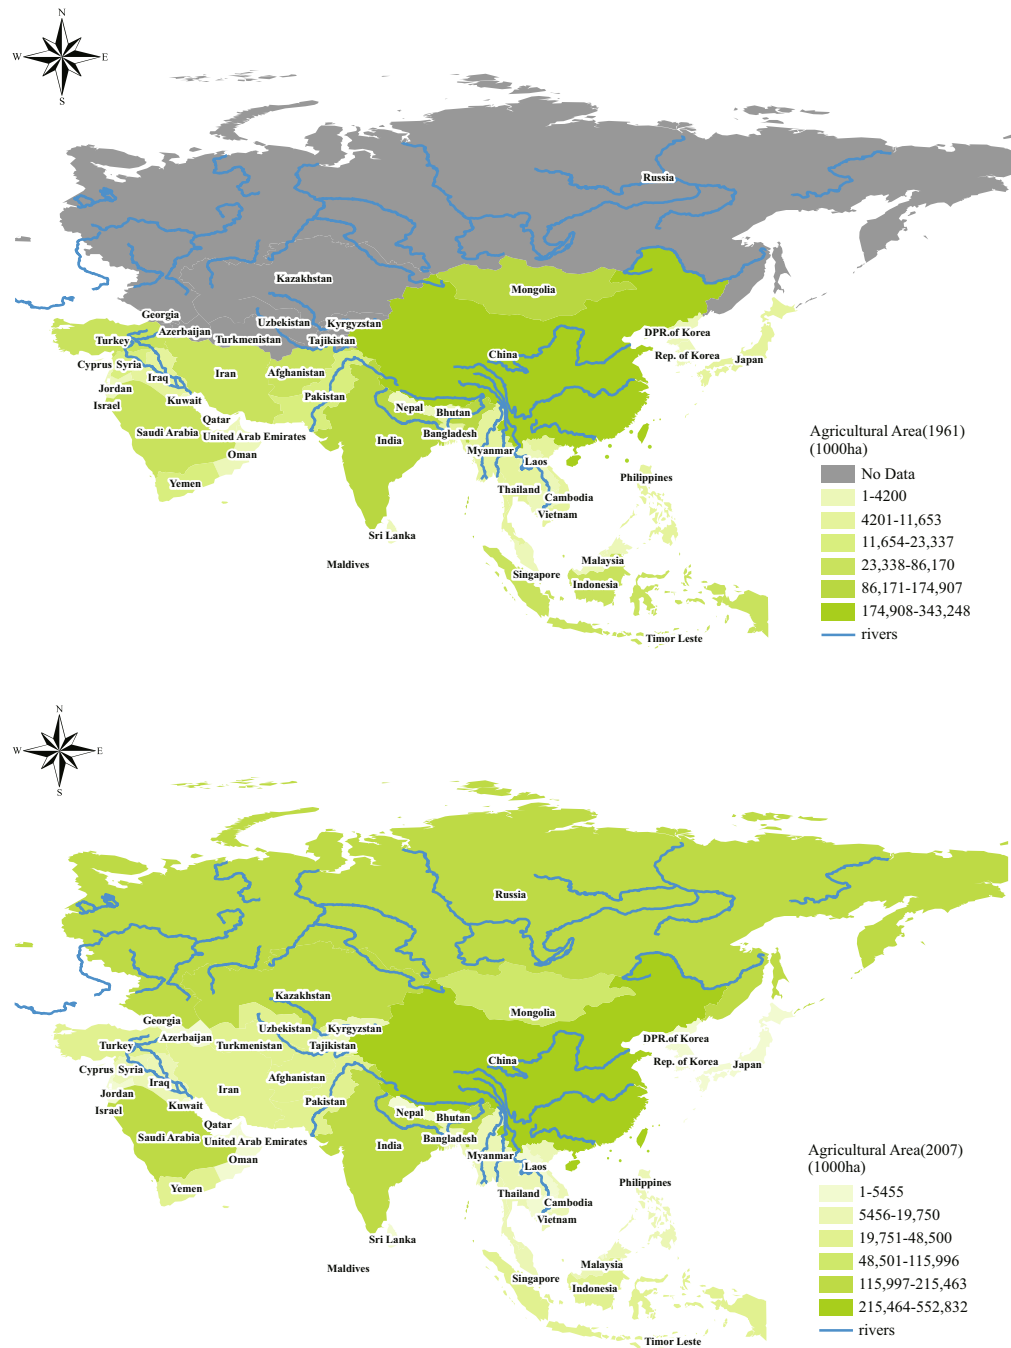 N
W
E
S
Russia
Kazakhstan
Mongolia
Georgia
Uzbekistan
Kyrgyzstan
Azerbaijan
DPR.of Korea
Turkey
Turkmenistan
Tajikistan
China
Rep. of Korea
Japan
Cyprus
Syria
Iraq
Iran
Afghanistan
Jordan
Pakistan
Israel
Kuwait
Nepal
Bhutan
Qatar
Saudi Arabia
United Arab Emirates
India
Bangladesh
Oman
Myanmar
Laos
Yemen
Thailand
Philippines
Cambodia
Vietnam
Sri Lanka
Maldives
Malaysia
Singapore
Indonesia
Timor Leste
Agricultural Area(1961)
(1000ha)
No Data
1-4200
4201-11,653
11,654-23,337
23,338-86,170
86,171-174,907
174,908-343,248
rivers
N
W
E
S
Russia
Kazakhstan
Mongolia
Georgia
Uzbekistan
Kyrgyzstan
Azerbaijan
DPR.of Korea
Turkey
Turkmenistan
Tajikistan
China
Rep. of Korea
Japan
Cyprus
Syria
Iraq
Iran
Afghanistan
Jordan
Pakistan
Israel
Kuwait
Nepal
Bhutan
Qatar
Saudi Arabia
United Arab Emirates
India
Bangladesh
Oman
Myanmar
Laos
Yemen
Thailand
Philippines
Cambodia
Vietnam
Sri Lanka
Maldives
Malaysia
Singapore
Indonesia
Timor Leste
Agricultural Area(2007)
(1000ha)
1-5455
5456-19,750
19,751-48,500
48,501-115,996
115,997-215,463
215,464-552,832
rivers